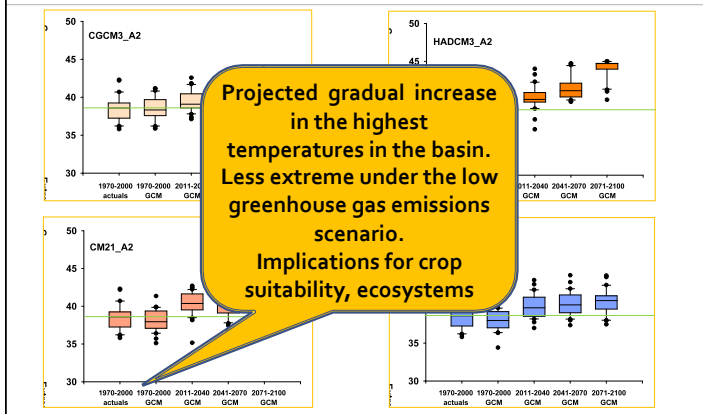 50
CGCM3_A2
45
40
35
30
1970-2000 1970-2000
actuals GCM
50
HADCM3_A2
45
011-2040 2041-2070 2071-2100
GCM GCM GCM
Projected gradual increase
in the highest
temperatures in the basin.
Less extreme under the low
greenhouse gas emissions
scenario.
Implications for crop
suitability, ecosystems
50
CM21_A2
45
40
35
30
1970-2000 1970-2000 2011-2040 2041-2070 2071-2100
actuals GCM GCM GCM GCM
35
30
1970-2000 1970-2000 2011-2040 2041-2070 2071-2100
actuals GCM GCM GCM GCM